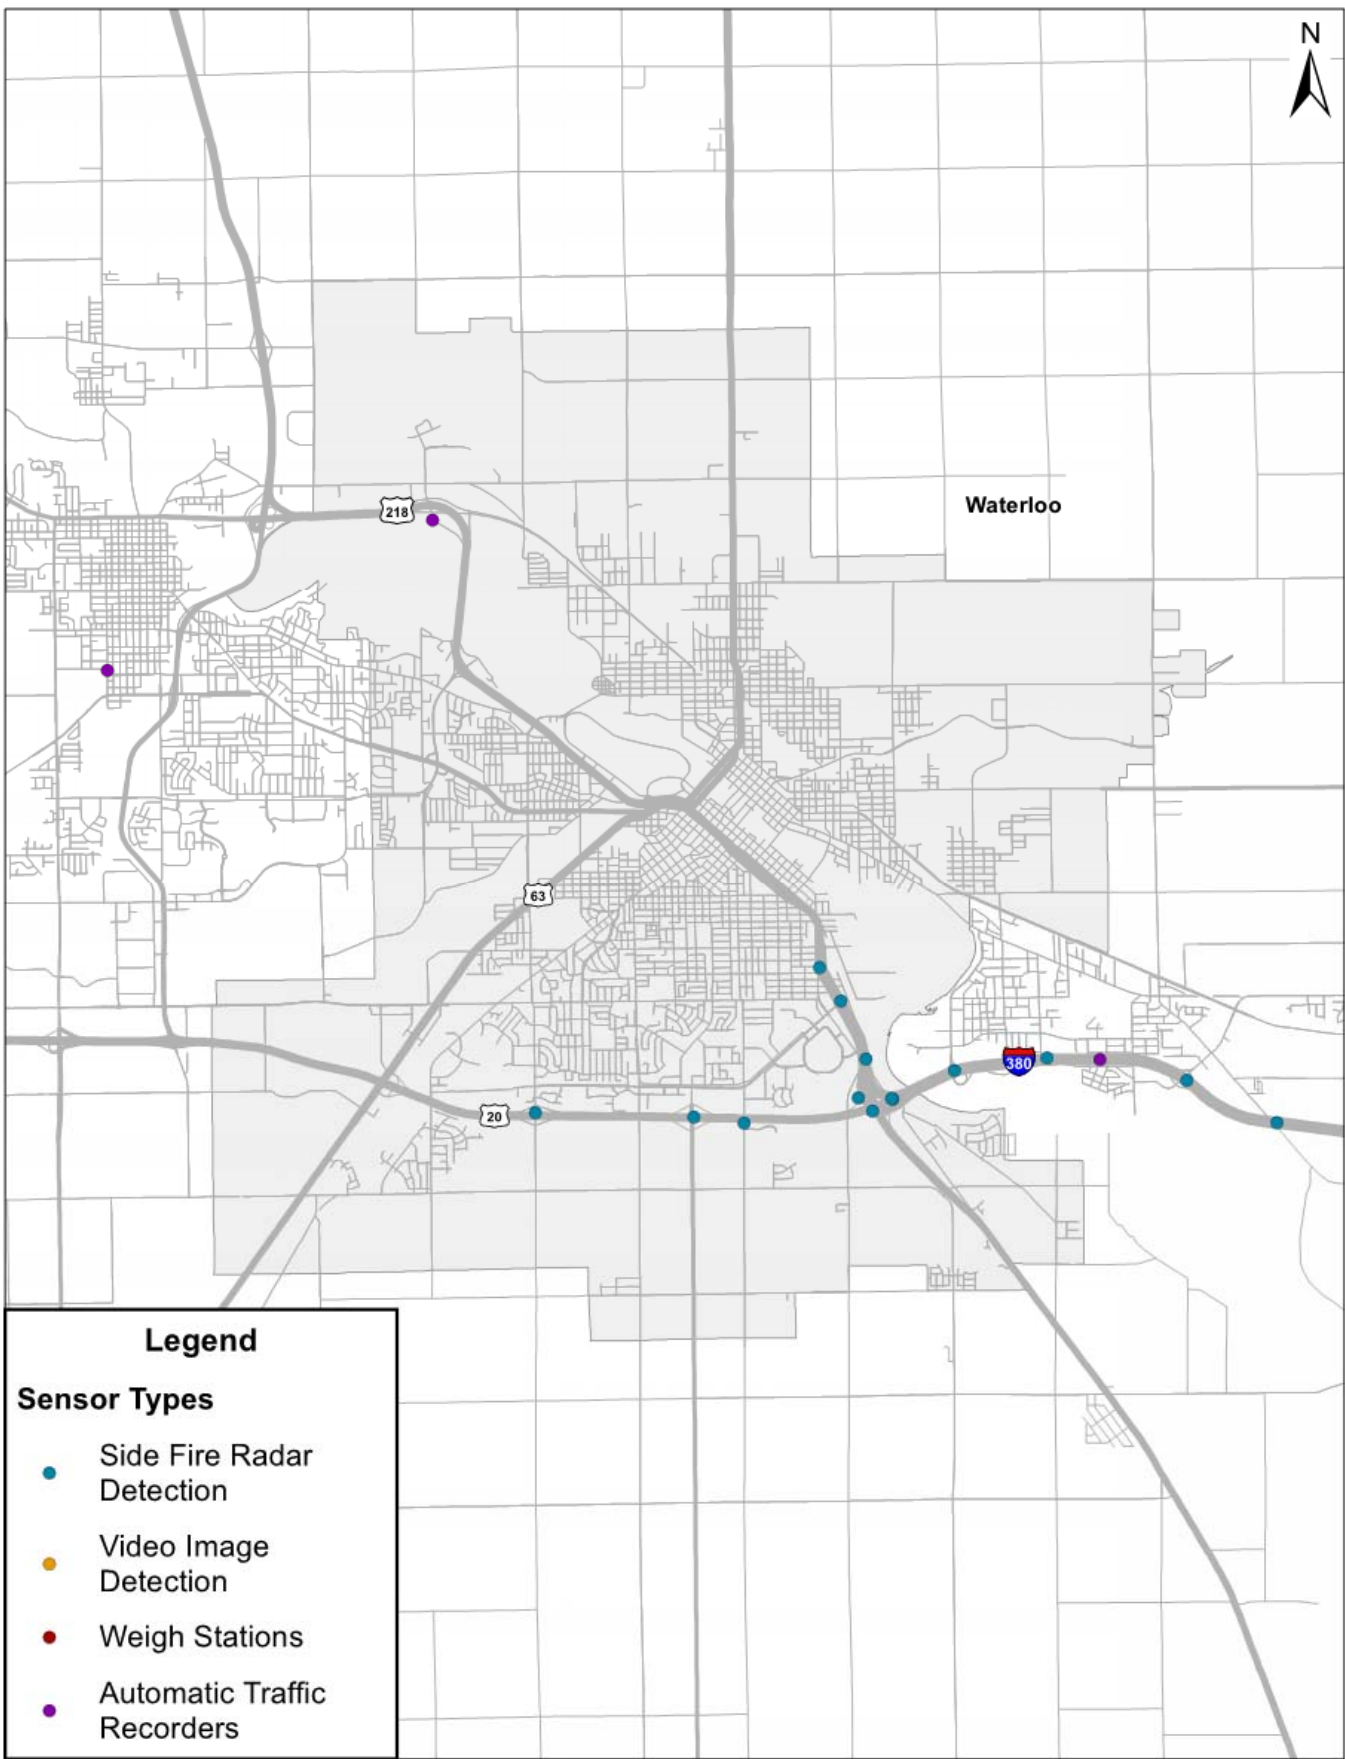 N
Waterloo
218
63
380
20
Legend
Sensor Types
Side Fire Radar
Detection
Video Image
Detection
Weigh Stations
Automatic Traffic
Recorders